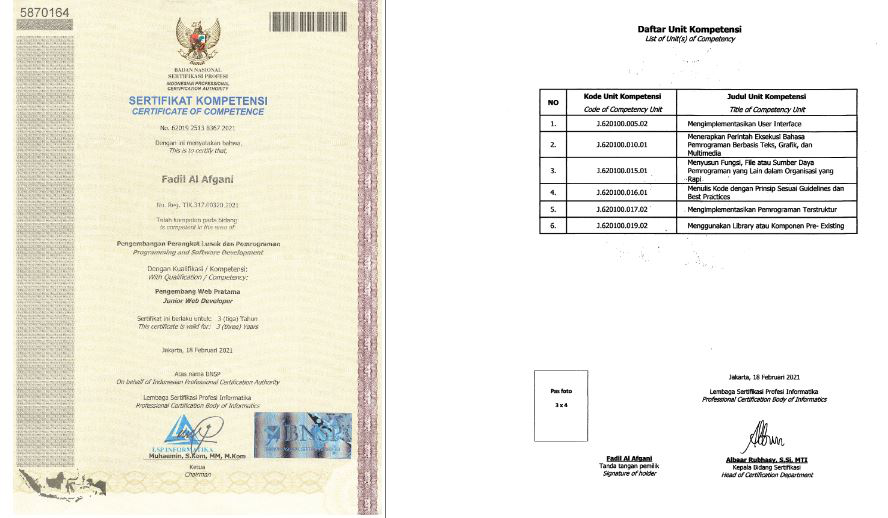 5870164
BADAN NASIONAL
SERTIFIKASI PROFESI
INDONESIAN PROFESSIONAL
CERTIFICATION AUTHORITY
SERTIFIKAT KOMPETENSI
CERTIFICATE OF COMPETENCE
No. 62019 2513 8367 2021
Dengan ini menyatakan bahwa,
This is to certify that,
Fadil Al Afgani
No. Reg. TIK.317.00320 2021
Telah kompeten pada bidang:
Is competent in the area of
Pengembangan Perangkat Lunak dan Pemrograman
Programming and Software Development
Dengan Kualifikasi / Kompetensi:
With Qualification / Competency:
Pengembang Web Pratama
Junior Web Developer
Sertifikat ini berlaku untuk: 3 (tiga) Tahun
This certificate is valid for: 3 (three) Years
Jakarta, 18 Februari 2021
Atas nama BNSP
On behalf of Indonesian Professional Certification Authority
Lembaga Sertifikasi Profesi Informatika
Professional Certification Body of Informatics
LSP INFORMATIKA
BNSP
Muhaemin, S.Kom, MM, M.Kom
Ketua
Chairman
Daftar Unit Kompetensi
List of Unit(s) of Competency
NO Kode Unit Kompetensi Judul Unit Kompetensi
Code of Competency Unit Title of Competency Unit
1. J.620100.005.02 Mengimplementasikan User Interface
2. J.620100.010.01 Menerapkan Perintah Eksekusi Bahasa
Pemrograman Berbasis Teks, Grafik, dan
Multimedia
3. J.620100.015.01 Menyusun Fungsi, File atau Sumber Daya
Pemrograman yang Lain dalam Organisasi yang
Rapi
4. J.620100.016.01 Menulis Kode dengan Prinsip Sesuai Guidelines dan
Best Practices
5. J.620100.017.02 Mengimplementasikan Pemrograman Terstruktur
6. J.620100.019.02 Menggunakan Library atau Komponen Pre- Existing
Pas foto
3 x 4
Jakarta, 18 Februari 2021
Lembaga Sertifikasi Profesi Informatika
Professional Certification Body of Informatics
Fadil Al Afgani
Tanda tangan pemilik
Signature of holder
Albaar Rubhasy, S.Si, MTI
Kepala Bidang Sertifikasi
Head of Certification Department